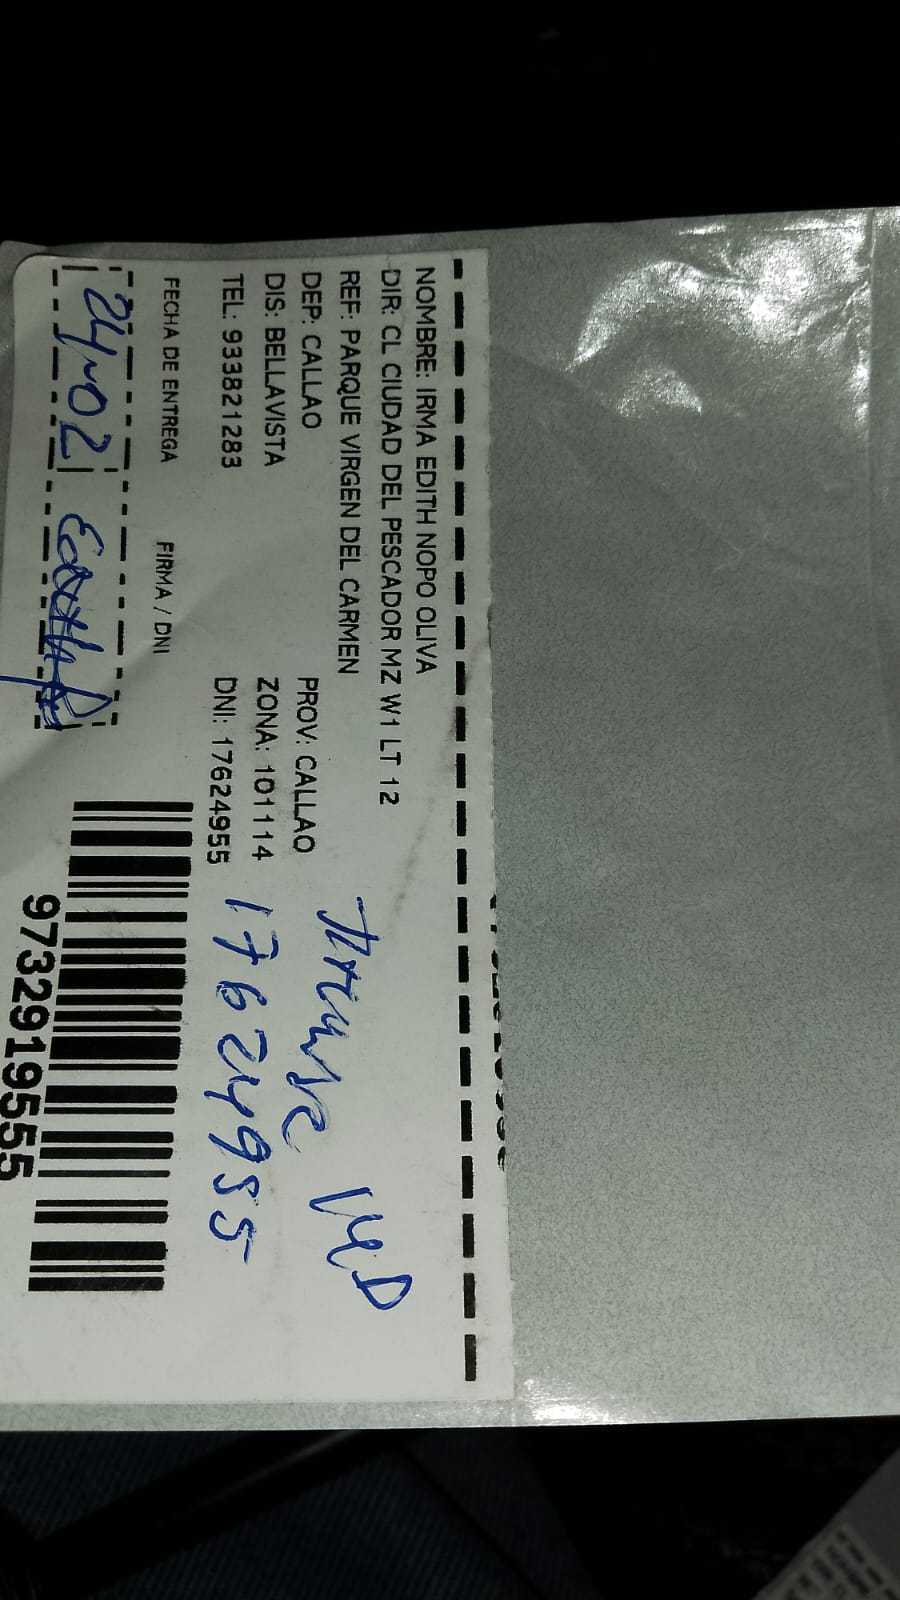 NOMBRE: IRMA EDITH NOPO OLIVA
DIR: CL CIUDAD DEL PESCADOR MZ W1 LT 12
REF: PARQUE VIRGEN DEL CARMEN
DEP: CALLAO PROV: CALLAO
DIS: BELLAVISTA ZONA: 101114
TEL: 933821283 DNI: 17624955
17624955
FECHA DE ENTREGA FIRMA / DNI
24-02
9732919555